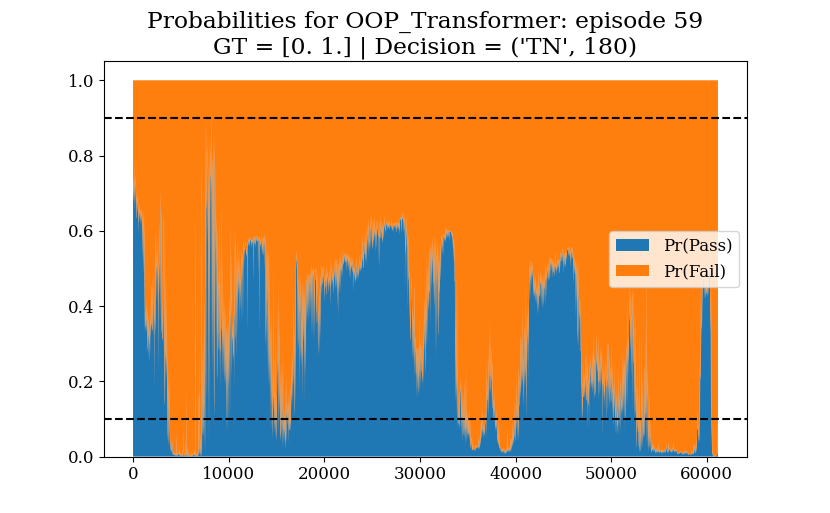 Probabilities for OOP_Transformer: episode 59
GT = [0. 1.] | Decision = ('TN', 180)
1.0
0.8
0.6
0.4
0.2
0.0
Pr(Pass)
Pr(Fail)
0 10000 20000 30000 40000 50000 60000